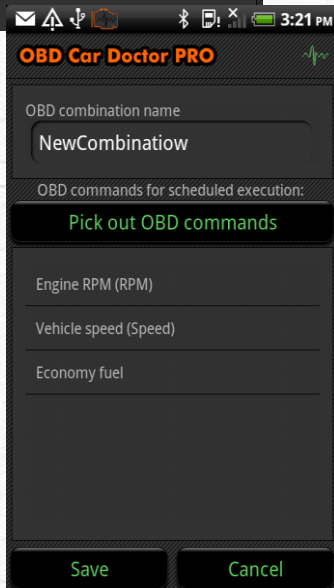 3:21 PM
OBD Car Doctor PRO
OBD combination name
NewCombinatiow
OBD commands for scheduled execution:
Pick out OBD commands
Engine RPM (RPM)
Vehicle speed (Speed)
Economy fuel
Save
Cancel